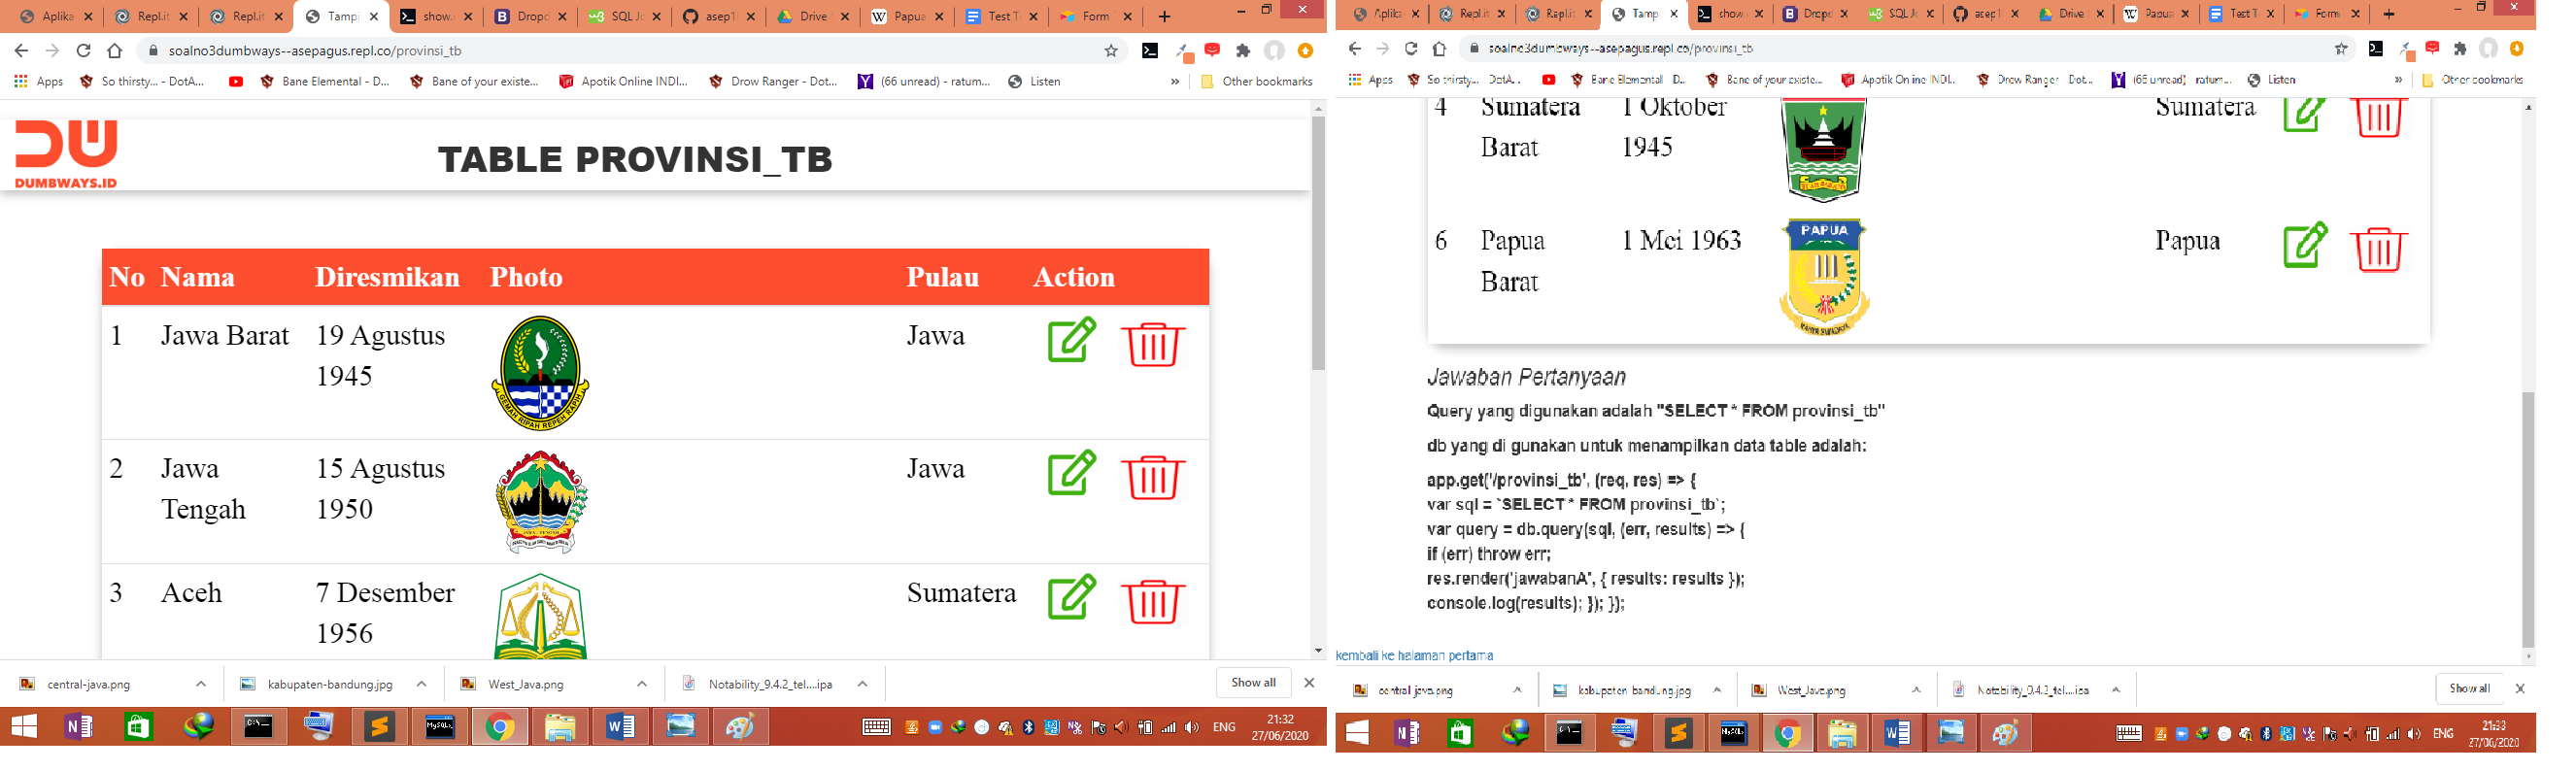 Aplika
Repl.it
Repl.it
Tampi
show.
Dropd
SQL Jo
asep1
Drive
Papua
Test T
Form
soalno3dumbways--asepagus.repl.co/provinsi_tb
Apps
So thirsty... - DotA...
Bane Elemental - D...
Bane of your existe...
Apotik Online INDI...
Drow Ranger - Dot...
(66 unread) - ratum...
Listen
»
Other bookmarks
DUMBWAYS.ID
TABLE PROVINSI_TB
No Nama Diresmikan Photo Pulau Action
1 Jawa Barat 19 Agustus Jawa
1945
GEMAH RIPAH REPEH RAPIH
2 Jawa 15 Agustus Jawa
Tengah 1950
3 Aceh 7 Desember Sumatera
1956
central-java.png
kabupaten-bandung.jpg
West_Java.png
Notability_9.4.2_tel....ipa
Show all
ENG
21:32
27/06/2020
Aplika
Repl.it
Repl.it
Tamp
show
Dropd
SQL J
asep1
Drive
Papua
Test T
Form
soalno3dumbways--asepagus.repl.co/provinsi_tb
Apps
So thirsty... DotA...
Bane Elemental D...
Bane of your existe...
Apotik Online INDI...
Drow Ranger Dot...
(66 unread) ratum...
Listen
»
Other bookmarks
4 Sumatera 1 Oktober Sumatera
Barat 1945
6 Papua 1 Mei 1963 Papua
Barat
PAPUA
Jawaban Pertanyaan
Query yang digunakan adalah "SELECT * FROM provinsi_tb"
db yang di gunakan untuk menampilkan data table adalah:
app.get('/provinsi_tb', (req, res) => {
var sql = `SELECT * FROM provinsi_tb`;
var query = db.query(sql, (err, results) => {
if (err) throw err;
res.render('jawabanA', { results: results });
console.log(results); }); });
kembali ke halaman pertama
central-java.png
kabupaten-bandung.jpg
West_Java.png
Notability_9.4.2_tel....ipa
Show all
ENG
21:33
27/06/2020